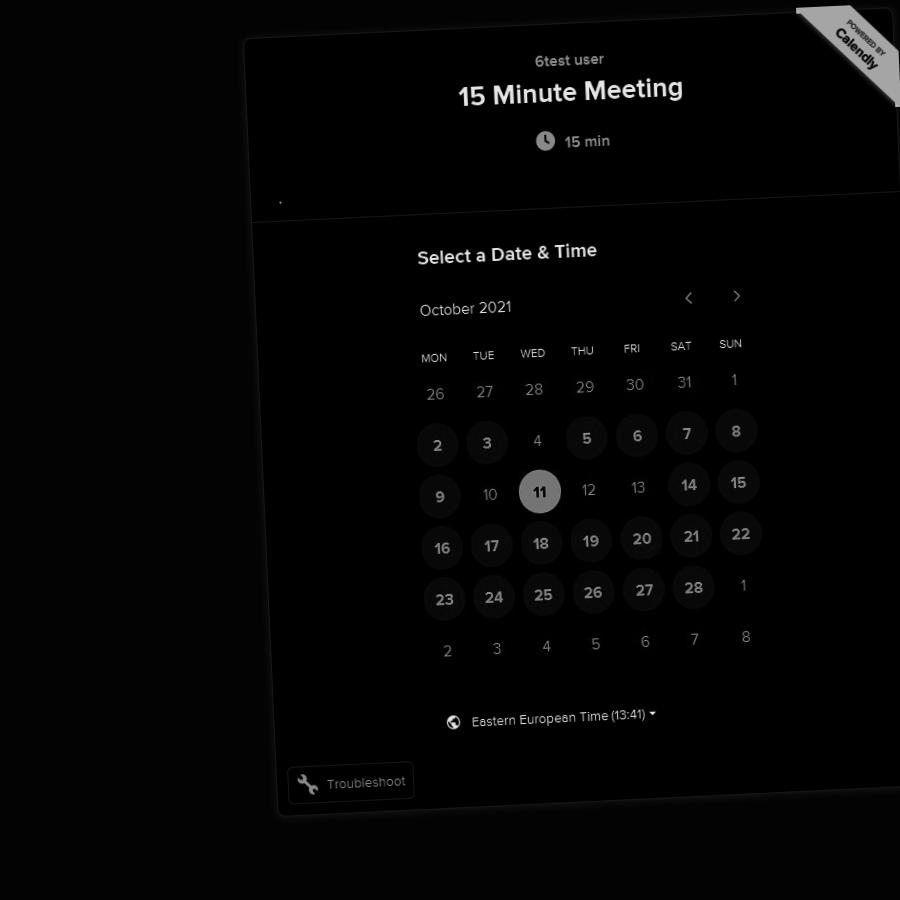 POWERED BY
Calendly
6test user
15 Minute Meeting
15 min
.
Select a Date & Time
October 2021
MON TUE WED THU FRI SAT SUN
26 27 28 29 30 31 1
2 3 4 5 6 7 8
9 10 11 12 13 14 15
16 17 18 19 20 21 22
23 24 25 26 27 28 1
2 3 4 5 6 7 8
Eastern European Time (13:41)
Troubleshoot